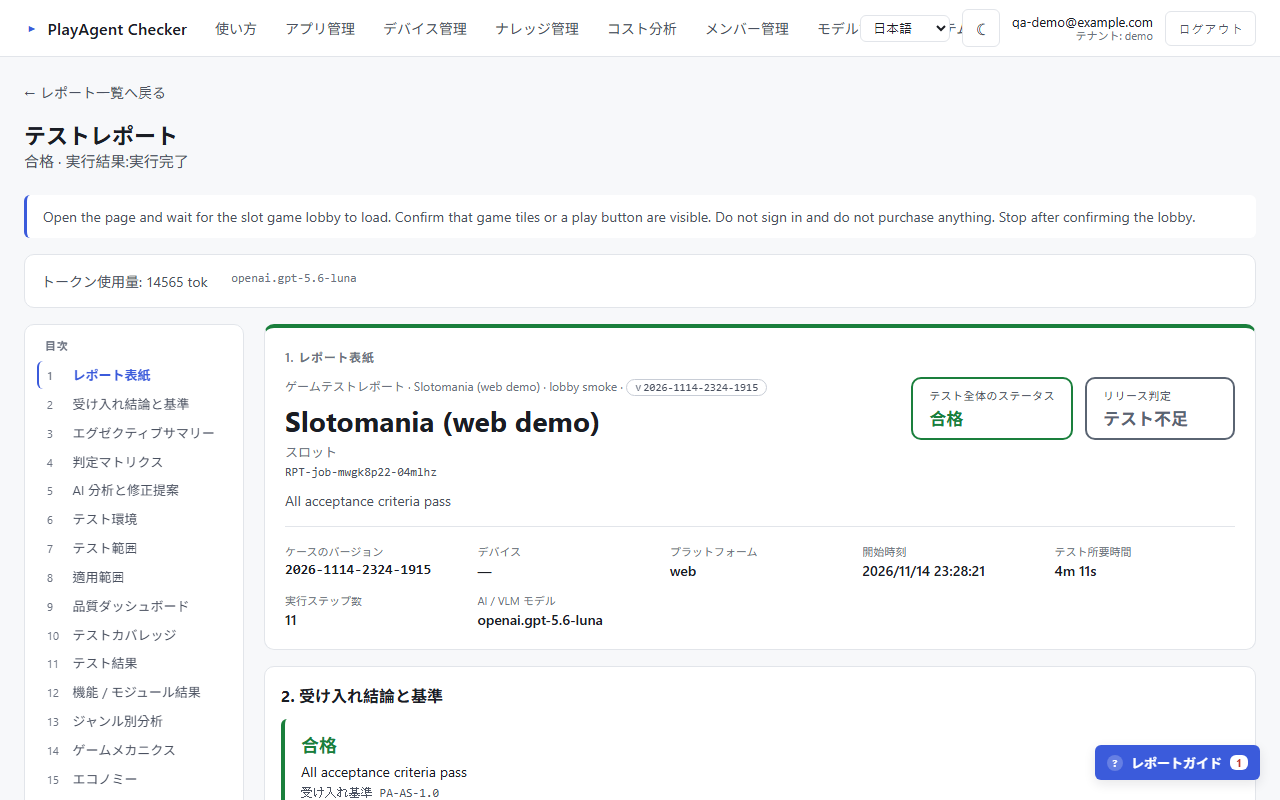 PlayAgent Checker
使い方
アプリ管理
デバイス管理
ナレッジ管理
コスト分析
メンバー管理
モデル
日本語
テム
qa-demo@example.com
テナント: demo
ログアウト
← レポート一覧へ戻る
テストレポート
合格 · 実行結果:実行完了
Open the page and wait for the slot game lobby to load. Confirm that game tiles or a play button are visible. Do not sign in and do not purchase anything. Stop after confirming the lobby.
トークン使用量: 14565 tok
openai.gpt-5.6-luna
目次
1 レポート表紙
2 受け入れ結論と基準
3 エグゼクティブサマリー
4 判定マトリクス
5 AI 分析と修正提案
6 テスト環境
7 テスト範囲
8 適用範囲
9 品質ダッシュボード
10 テストカバレッジ
11 テスト結果
12 機能 / モジュール結果
13 ジャンル別分析
14 ゲームメカニクス
15 エコノミー
1. レポート表紙
ゲームテストレポート · Slotomania (web demo) · lobby smoke · v 2026-1114-2324-1915
Slotomania (web demo)
スロット
RPT-job-mwgk8p22-04mlhz
All acceptance criteria pass
テスト全体のステータス
合格
リリース判定
テスト不足
ケースのバージョン
2026-1114-2324-1915
デバイス
—
プラットフォーム
web
開始時刻
2026/11/14 23:28:21
テスト所要時間
4m 11s
実行ステップ数
11
AI / VLM モデル
openai.gpt-5.6-luna
2. 受け入れ結論と基準
合格
All acceptance criteria pass
受け入れ基準 PA-AS-1.0
? レポートガイド 1